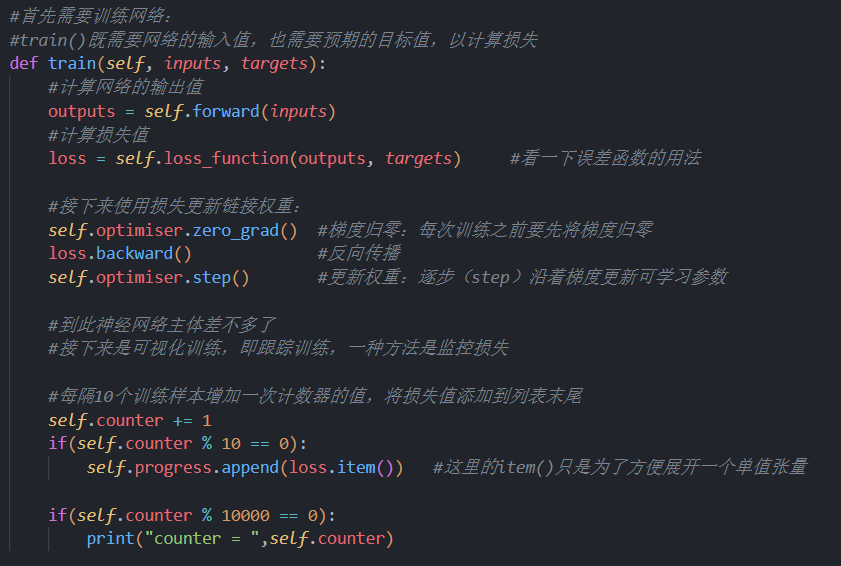 #首先需要训练网络：
#train()既需要网络的输入值，也需要预期的目标值，以计算损失
def train(self, inputs, targets):
    #计算网络的输出值
    outputs = self.forward(inputs)
    #计算损失值
    loss = self.loss_function(outputs, targets)     #看一下误差函数的用法

    #接下来使用损失更新链接权重：
    self.optimiser.zero_grad()  #梯度归零：每次训练之前要先将梯度归零
    loss.backward()             #反向传播
    self.optimiser.step()       #更新权重：逐步（step）沿着梯度更新可学习参数

    #到此神经网络主体差不多了
    #接下来是可视化训练，即跟踪训练，一种方法是监控损失

    #每隔10个训练样本增加一次计数器的值，将损失值添加到列表末尾
    self.counter += 1
    if(self.counter % 10 == 0):
        self.progress.append(loss.item())   #这里的item()只是为了方便展开一个单值张量

    if(self.counter % 10000 == 0):
        print("counter = ",self.counter)